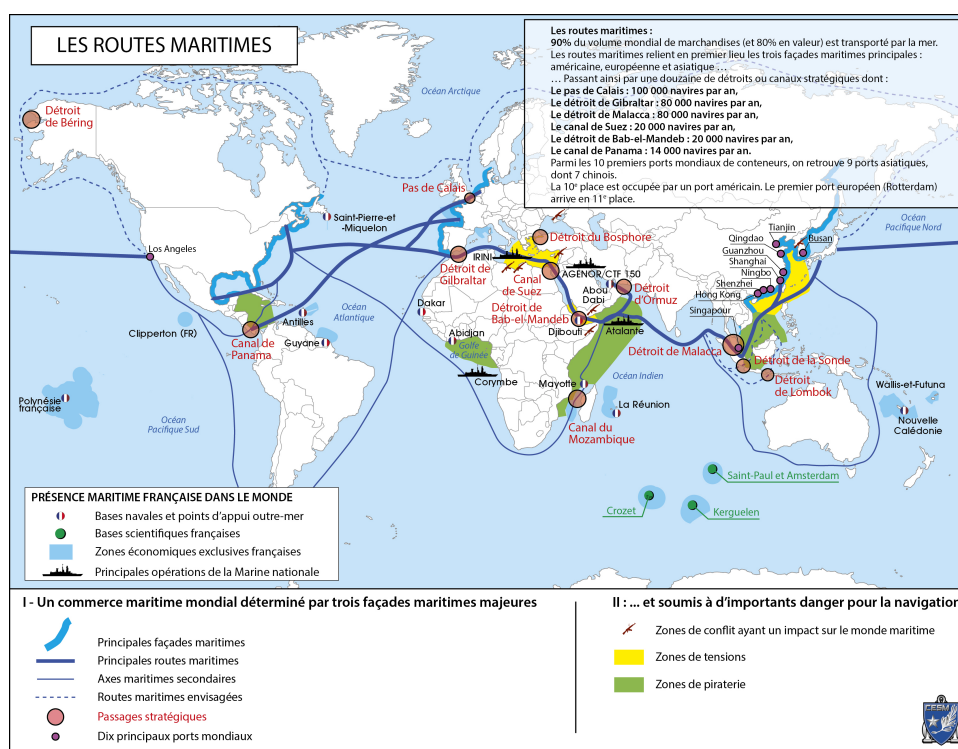 LES ROUTES MARITIMES
Les routes maritimes :
90% du volume mondial de marchandises (et 80% en valeur) est transporté par la mer.
Les routes maritimes relient en premier lieu les trois façades maritimes principales :
américaine, européenne et asiatique ...
... Passant ainsi par une douzaine de détroits ou canaux stratégiques dont :
Le pas de Calais : 100 000 navires par an,
Le détroit de Gibraltar : 80 000 navires par an,
Le détroit de Malacca : 80 000 navires par an,
Le canal de Suez : 20 000 navires par an,
Le détroit de Bab-el-Mandeb : 20 000 navires par an,
Le canal de Panama : 14 000 navires par an.
Parmi les 10 premiers ports mondiaux de conteneurs, on retrouve 9 ports asiatiques,
dont 7 chinois.
La 10e place est occupée par un port américain. Le premier port européen (Rotterdam)
arrive en 11e place.
Océan Arctique
Détroit
de Béring
Pas de Calais
Saint-Pierre-et
-Miquelon
Los Angeles
Océan
Pacifique Nord
Tianjin
Qingdao
Busan
Guanzhou
Shanghai
Ningbo
Shenzhei
Hong Kong
Singapour
Détroit du Bosphore
IRINI
AGENOR/CTF 150
Détroit de
Gibraltar
Canal
de Suez
Abou
Dabi
Détroit
d'Ormuz
Dakar
Détroit de
Bab-el-Mandeb
Djibouti
Atalante
Océan
Atlantique
Antilles
Clipperton (FR)
Canal de
Panama
Guyane
Abidjan
Golfe
de Guinée
Corymbe
Détroit de Malacca
Détroit de la Sonde
Détroit
de Lombok
Océan Indien
Mayotte
La Réunion
Canal du
Mozambique
Polynésie
française
Océan
Pacifique Sud
Wallis-et-Futuna
Nouvelle
Calédonie
Saint-Paul et Amsterdam
Crozet
Kerguelen
PRÉSENCE MARITIME FRANÇAISE DANS LE MONDE
Bases navales et points d'appui outre-mer
Bases scientifiques françaises
Zones économiques exclusives françaises
Principales opérations de la Marine nationale
I - Un commerce maritime mondial déterminé par trois façades maritimes majeures
Principales façades maritimes
Principales routes maritimes
Axes maritimes secondaires
Routes maritimes envisagées
Passages stratégiques
Dix principaux ports mondiaux
II : ... et soumis à d'importants danger pour la navigation
Zones de conflit ayant un impact sur le monde maritime
Zones de tensions
Zones de piraterie
CESM